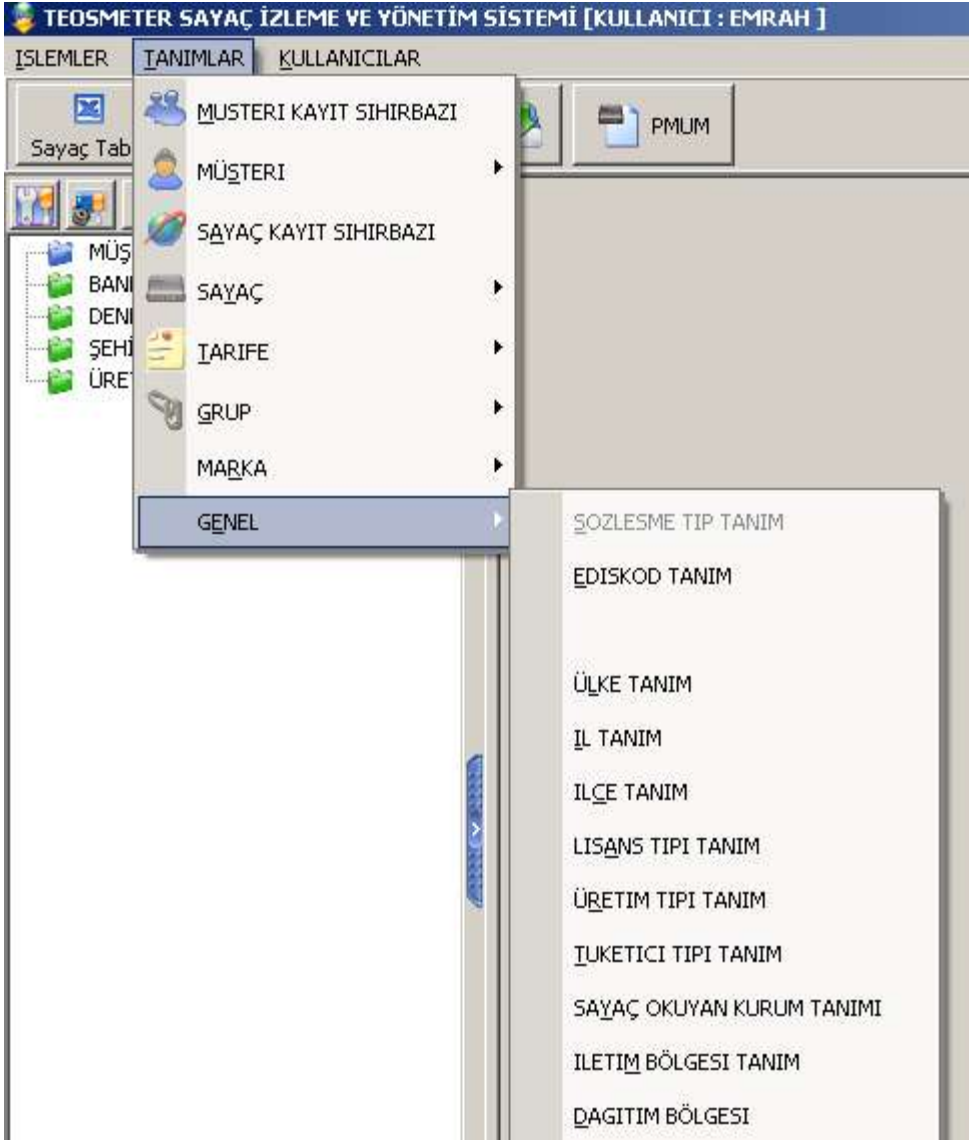 TEOSMETER SAYAÇ İZLEME VE YÖNETİM SİSTEMİ [KULLANICI : EMRAH ]
ISLEMLER TANIMLAR KULLANICILAR
Sayaç Tab
PMUM
MUSTERI KAYIT SIHIRBAZI
MÜSTERI
SAYAÇ KAYIT SIHIRBAZI
SAYAÇ
TARIFE
GRUP
MARKA
GENEL
MÜŞ
BAN
DEN
ŞEHİ
ÜRE
SOZLESME TIP TANIM
EDISKOD TANIM
ÜLKE TANIM
IL TANIM
ILÇE TANIM
LISANS TIPI TANIM
ÜRETIM TIPI TANIM
TUKETICI TIPI TANIM
SAYAÇ OKUYAN KURUM TANIMI
ILETIM BÖLGESI TANIM
DAGITIM BÖLGESI